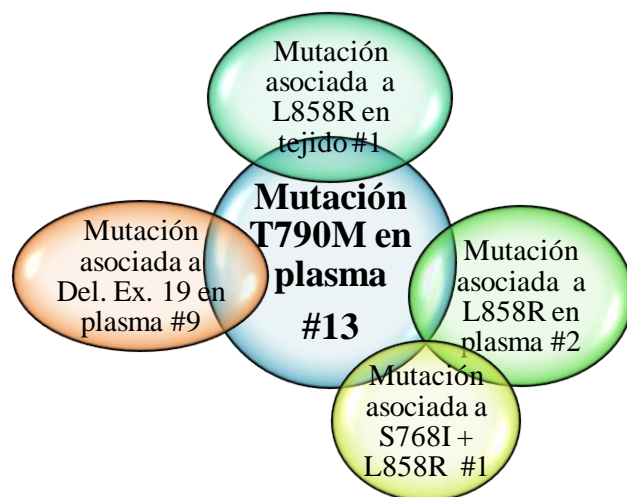 Mutación
asociada a
L858R en
tejido #1
Mutación
T790M en
plasma
#13
Mutación
asociada a
Del. Ex. 19 en
plasma #9
Mutación
asociada a
L858R en
plasma #2
Mutación
asociada a
S768I +
L858R #1